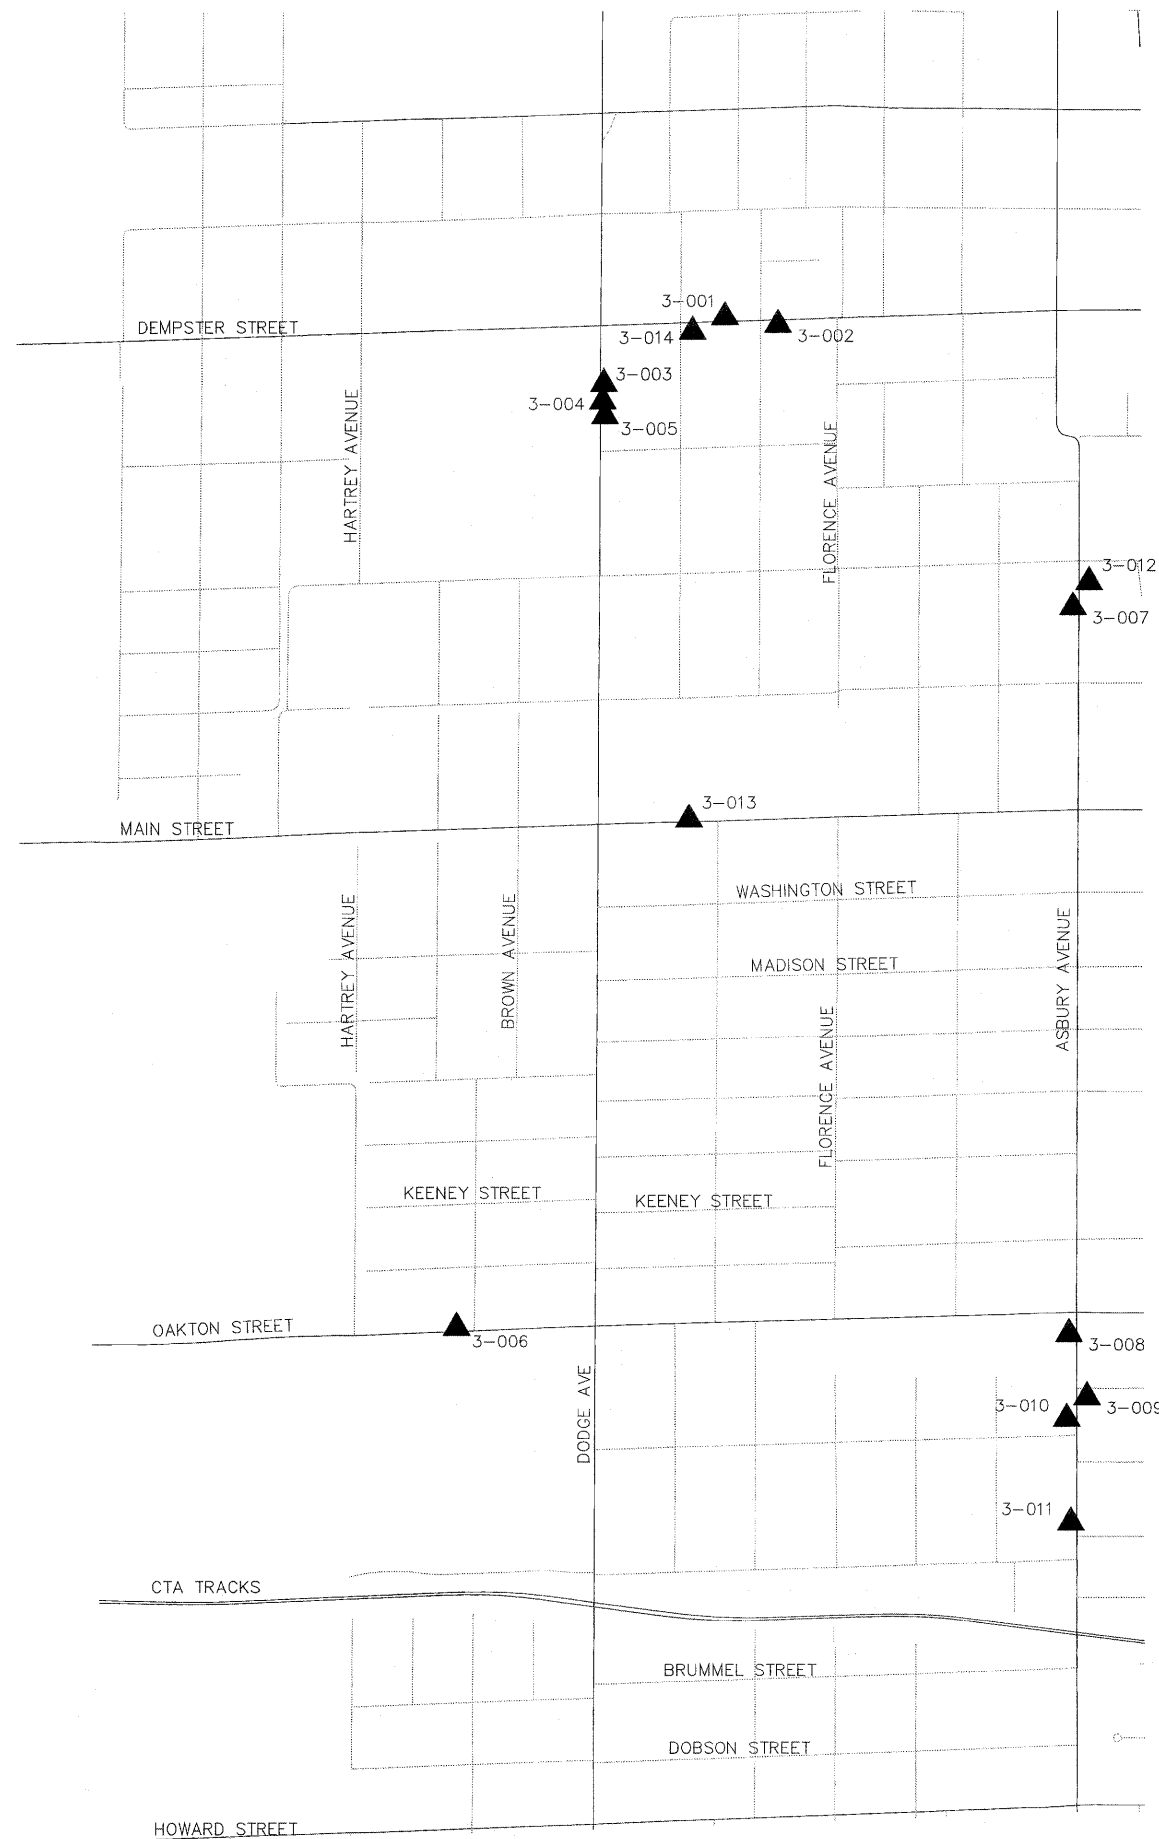 3-001
DEMPSTER STREET
3-014
3-002
3-003
3-004
3-005
HARTREY AVENUE
FLORENCE AVENUE
3-012
3-007
3-013
MAIN STREET
WASHINGTON STREET
HARTREY AVENUE
BROWN AVENUE
MADISON STREET
ASBURY AVENUE
FLORENCE AVENUE
KEENEY STREET
KEENEY STREET
OAKTON STREET
3-006
3-008
DODGE AVE
3-010
3-009
3-011
CTA TRACKS
BRUMMEL STREET
DOBSON STREET
HOWARD STREET